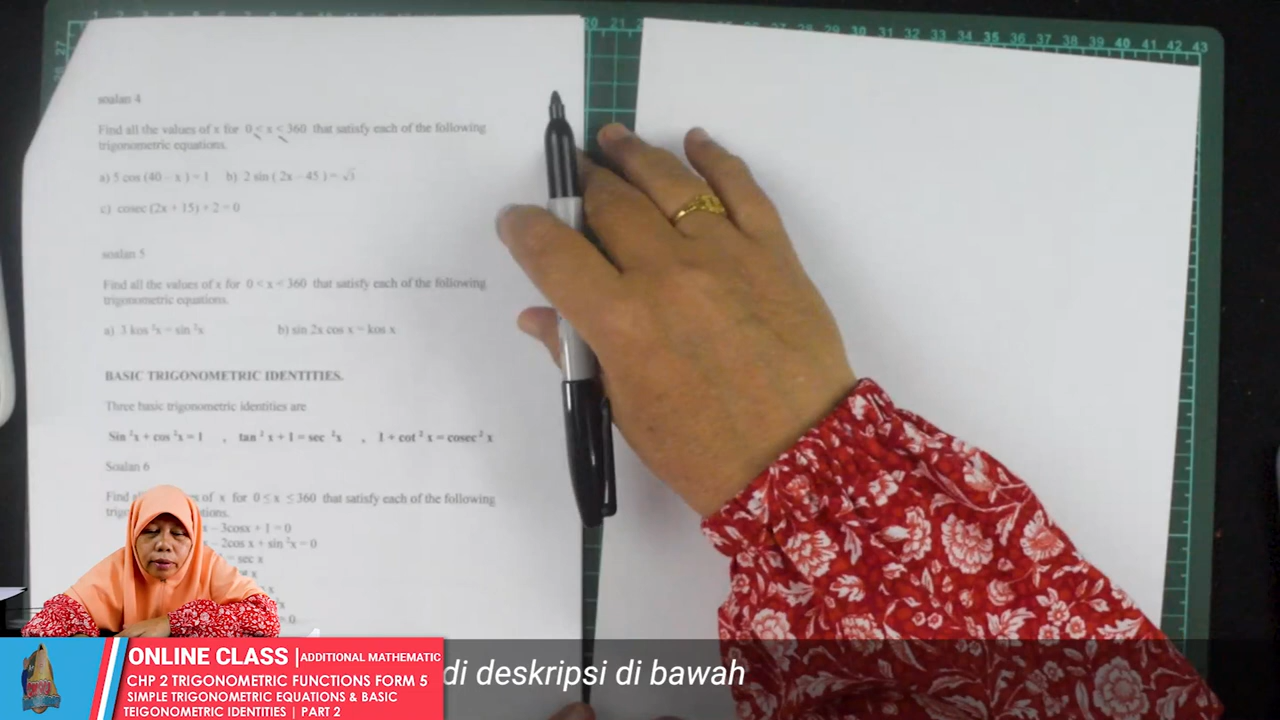 soalan 4
Find all the values of x for 0 < x < 360 that satisfy each of the following
trigonometric equations.
a) 5 cos (40 – x ) = 1 b) 2 sin ( 2x – 45 ) = √3
c) cosec (2x + 15) + 2 = 0
soalan 5
Find all the values of x for 0 < x < 360 that satisfy each of the following
trigonometric equations.
a) 3 kos ²x = sin ²x b) sin 2x cos x = kos x
BASIC TRIGONOMETRIC IDENTITIES.
Three basic trigonometric identities are
Sin ²x + cos ²x = 1 , tan ² x + 1 = sec ²x , 1 + cot ² x = cosec ² x
Soalan 6
Find s of x for 0 ≤ x ≤ 360 that satisfy each of the following
x – 3cosx + 1 = 0
x – 2cos x + sin ²x = 0
= sec x
di deskripsi di bawah
ONLINE CLASS | ADDITIONAL MATHEMATIC
CHP 2 TRIGONOMETRIC FUNCTIONS FORM 5
SIMPLE TRIGONOMETRIC EQUATIONS & BASIC
TEIGONOMETRIC IDENTITIES | PART 2